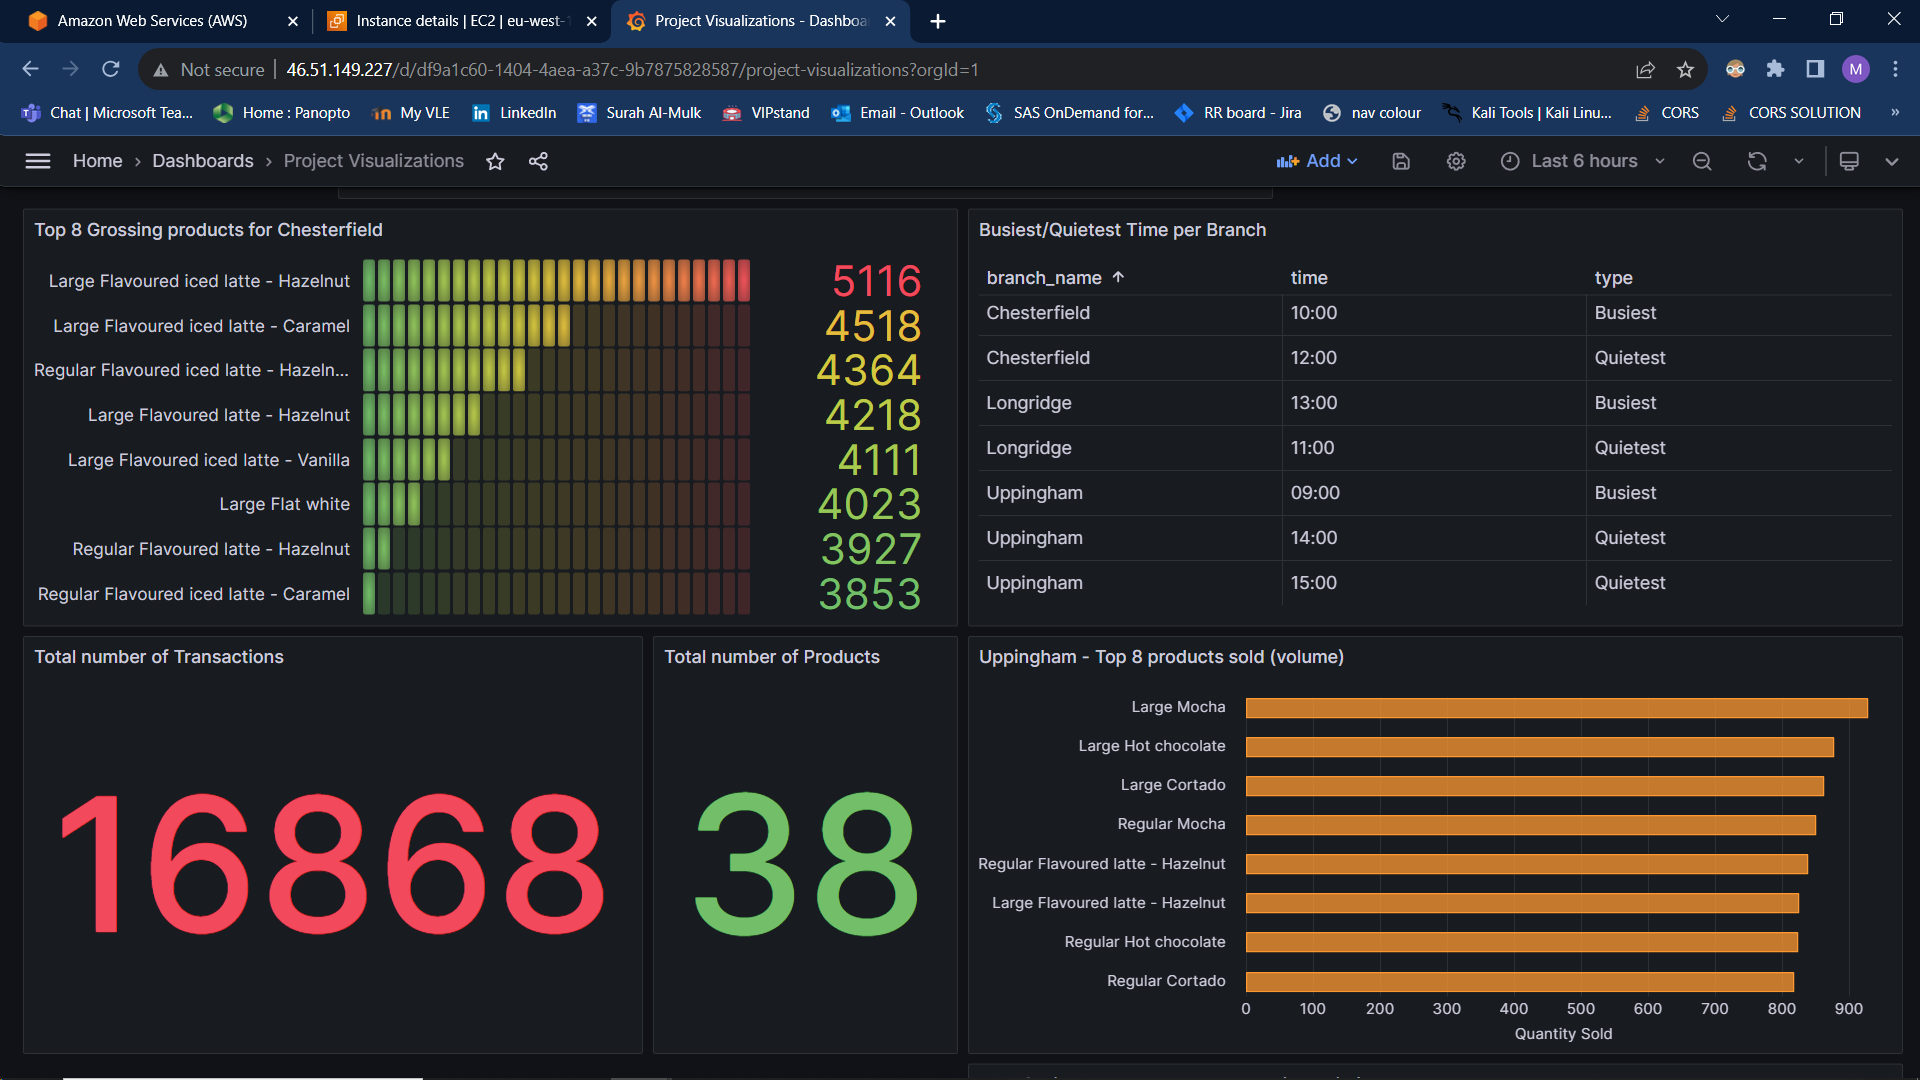 Amazon Web Services (AWS)
Instance details | EC2 | eu-west-1
Project Visualizations - Dashboa
Not secure | 46.51.149.227/d/df9a1c60-1404-4aea-a37c-9b7875828587/project-visualizations?orgId=1
M
Chat | Microsoft Tea...
Home : Panopto
My VLE
LinkedIn
Surah Al-Mulk
VIPstand
Email - Outlook
SAS OnDemand for...
RR board - Jira
nav colour
Kali Tools | Kali Linu...
CORS
CORS SOLUTION
»
Home › Dashboards › Project Visualizations
Add
Last 6 hours
Top 8 Grossing products for Chesterfield
Large Flavoured iced latte - Hazelnut 5116
Large Flavoured iced latte - Caramel 4518
Regular Flavoured iced latte - Hazeln... 4364
Large Flavoured latte - Hazelnut 4218
Large Flavoured iced latte - Vanilla 4111
Large Flat white 4023
Regular Flavoured latte - Hazelnut 3927
Regular Flavoured iced latte - Caramel 3853
Busiest/Quietest Time per Branch
branch_name ↑ time type
Chesterfield 10:00 Busiest
Chesterfield 12:00 Quietest
Longridge 13:00 Busiest
Longridge 11:00 Quietest
Uppingham 09:00 Busiest
Uppingham 14:00 Quietest
Uppingham 15:00 Quietest
Total number of Transactions
16868
Total number of Products
38
Uppingham - Top 8 products sold (volume)
Large Mocha
Large Hot chocolate
Large Cortado
Regular Mocha
Regular Flavoured latte - Hazelnut
Large Flavoured latte - Hazelnut
Regular Hot chocolate
Regular Cortado
0 100 200 300 400 500 600 700 800 900
Quantity Sold